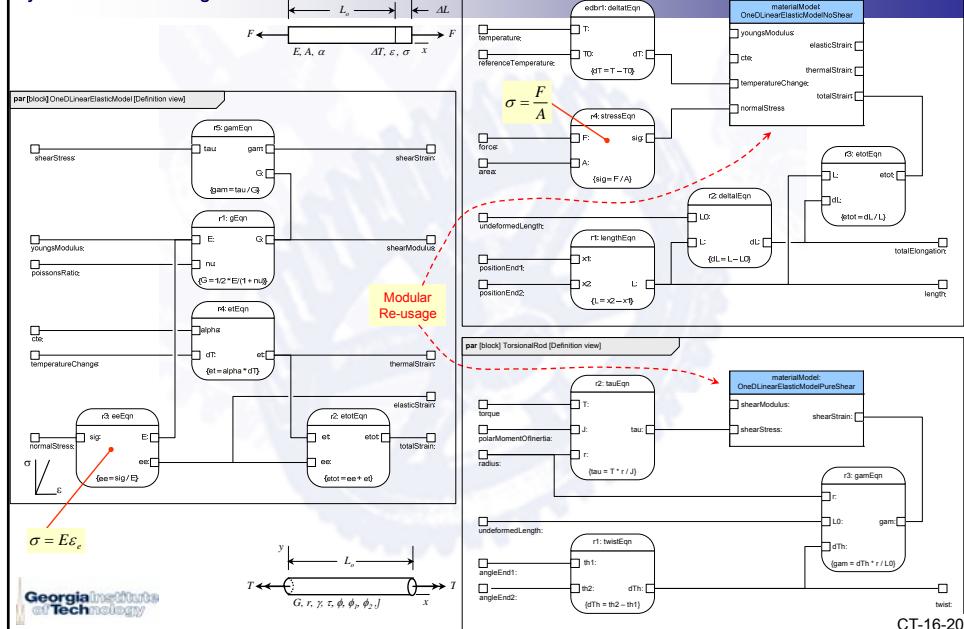 L_o
ΔL
F
F
E, A, α
ΔT, ε, σ
x
par [block] OneDLinearElasticModel [Definition view]
r5: gamEqn
tau
gam:
G:
{gam=tau/G}
shearStress:
shearStrain:
r1: gEqn
E:
G:
nu:
{G=1/2*E/(1+nu)}
youngsModulus:
poissonsRatio:
shearModulus:
r4: etEqn
alpha:
dT:
et:
{et=alpha*dT}
cte:
temperatureChange:
thermalStrain:
elasticStrain:
r3: eeEqn
sig:
E:
ee:
{ee=sig/E}
normalStress:
r2: etotEqn
et:
etot:
ee:
{etot=ee+et}
totalStrain:
σ
ε
σ = Eε_e
y
L_o
T
T
G, r, γ, τ, ϕ, ϕ_1, ϕ_2, J
x
Georgia Institute
of Technology
edbr1: deltaEqn
T:
T0:
dT:
{dT = T – T0}
temperature:
referenceTemperature:
σ = F/A
r4: stressEqn
F:
sig:
A:
{sig = F / A}
force:
area:
materialModel:
OneDLinearElasticModelNoShear
youngsModulus:
elasticStrain:
cte:
thermalStrain:
temperatureChange:
totalStrain:
normalStress
r3: etotEqn
L:
etot:
dL:
{etot = dL / L}
r2: deltalEqn
L0:
L:
dL:
{dL = L – L0}
undeformedLength:
r1: lengthEqn
x1:
x2
L:
{L = x2 – x1}
positionEnd1:
positionEnd2:
totalElongation:
length:
Modular
Re-usage
par [block] TorsionalRod [Definition view]
r2: tauEqn
T:
J:
tau:
r:
{tau = T * r / J}
torque
polarMomentOfInertia:
radius:
materialModel:
OneDLinearElasticModelPureShear
shearModulus:
shearStrain:
shearStress:
r3: gamEqn
r:
L0:
gam:
dTh:
{gam = dTh * r / L0}
undeformedLength:
r1: twistEqn
th1:
th2:
dTh:
{dTh = th2 – th1}
angleEnd1:
angleEnd2:
twist:
CT-16-20